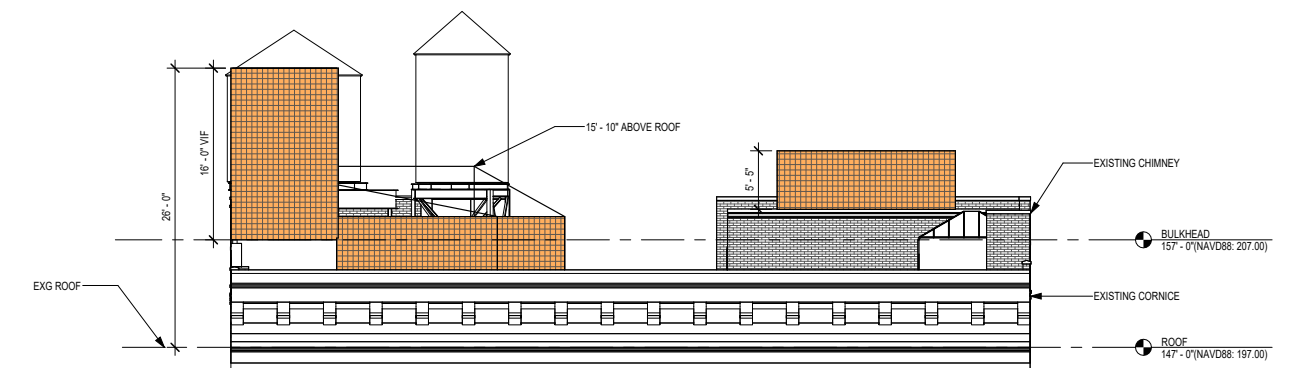 15' - 10" ABOVE ROOF
16' - 0" VIF
26' - 0"
5' - 5"
EXISTING CHIMNEY
BULKHEAD
157' - 0"(NAVD88: 207.00)
EXG ROOF
EXISTING CORNICE
ROOF
147' - 0"(NAVD88: 197.00)